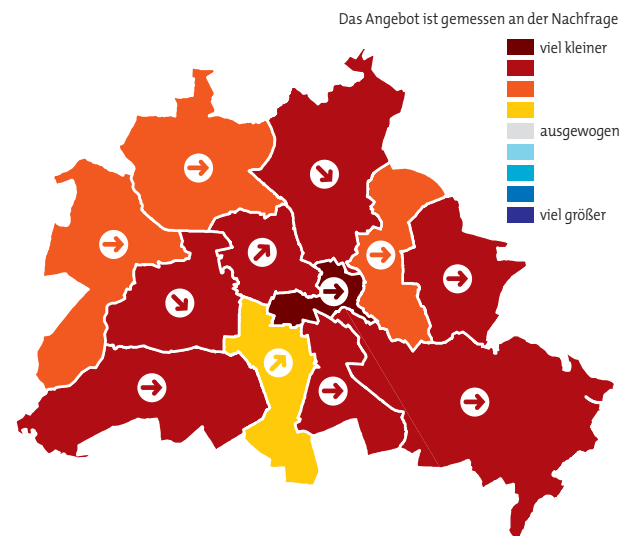 Das Angebot ist gemessen an der Nachfrage
viel kleiner
ausgewogen
viel größer